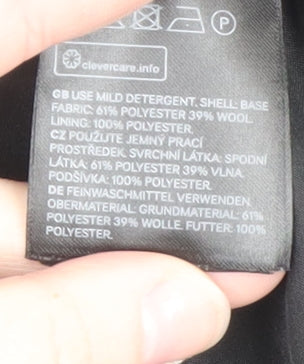 P
clevercare.info
GB USE MILD DETERGENT. SHELL: BASE
FABRIC: 61% POLYESTER 39% WOOL.
LINING: 100% POLYESTER.
CZ POUŽIJTE JEMNÝ PRACÍ
PROSTŘEDEK. SVRCHNÍ LÁTKA: SPODNÍ
LÁTKA: 61% POLYESTER 39% VLNA.
PODŠÍVKA: 100% POLYESTER.
DE FEINWASCHMITTEL VERWENDEN.
OBERMATERIAL: GRUNDMATERIAL: 61%
POLYESTER 39% WOLLE. FUTTER: 100%
POLYESTER.